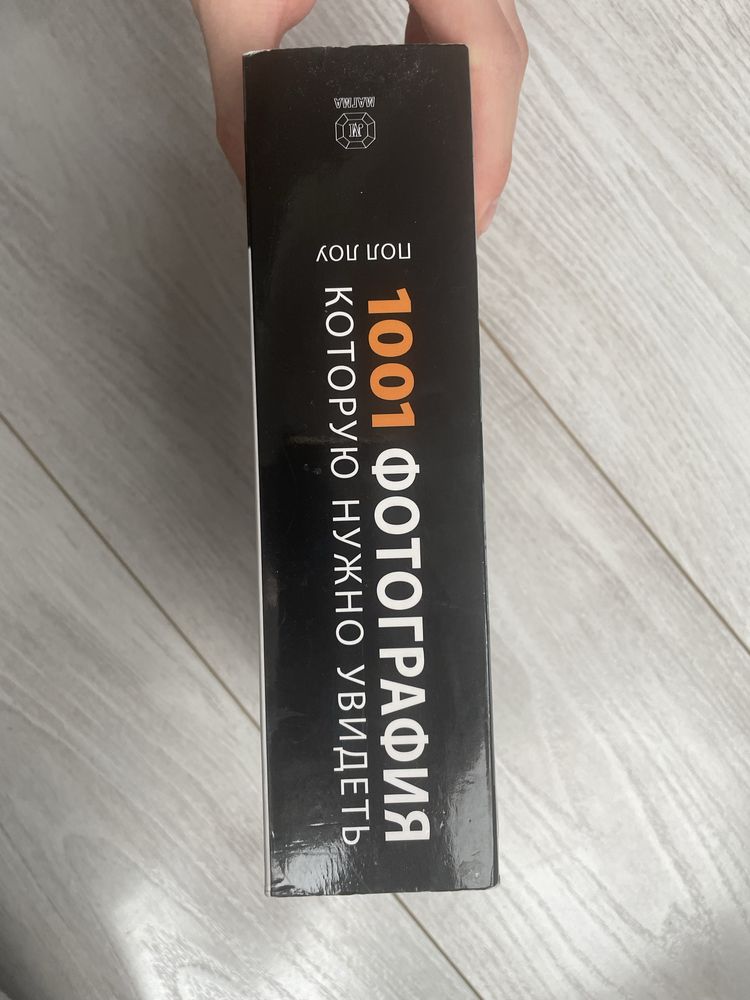 1001 ФОТОГРАФИЯ
КОТОРУЮ НУЖНО УВИДЕТЬ
ПОЛ ЛОУ
М
МАГМА